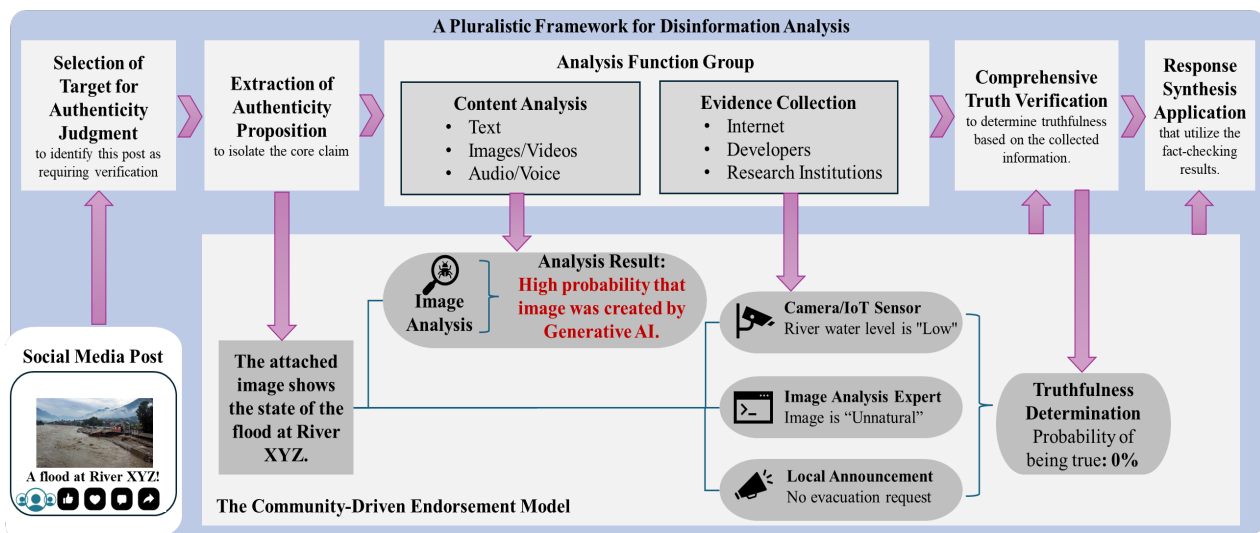 A Pluralistic Framework for Disinformation Analysis
Selection of
Target for
Authenticity
Judgment
to identify this post as
requiring verification
Extraction of
Authenticity
Proposition
to isolate the core claim
Analysis Function Group
Content Analysis
• Text
• Images/Videos
• Audio/Voice
Evidence Collection
• Internet
• Developers
• Research Institutions
Comprehensive
Truth Verification
to determine truthfulness
based on the collected
information.
Response
Synthesis
Application
that utilize the
fact-checking
results.
Social Media Post
A flood at River XYZ!
The attached
image shows
the state of the
flood at River
XYZ.
Image
Analysis
Analysis Result:
High probability that
image was created by
Generative AI.
Camera/IoT Sensor
River water level is "Low"
Image Analysis Expert
Image is “Unnatural”
Local Announcement
No evacuation request
Truthfulness
Determination
Probability of
being true: 0%
The Community-Driven Endorsement Model